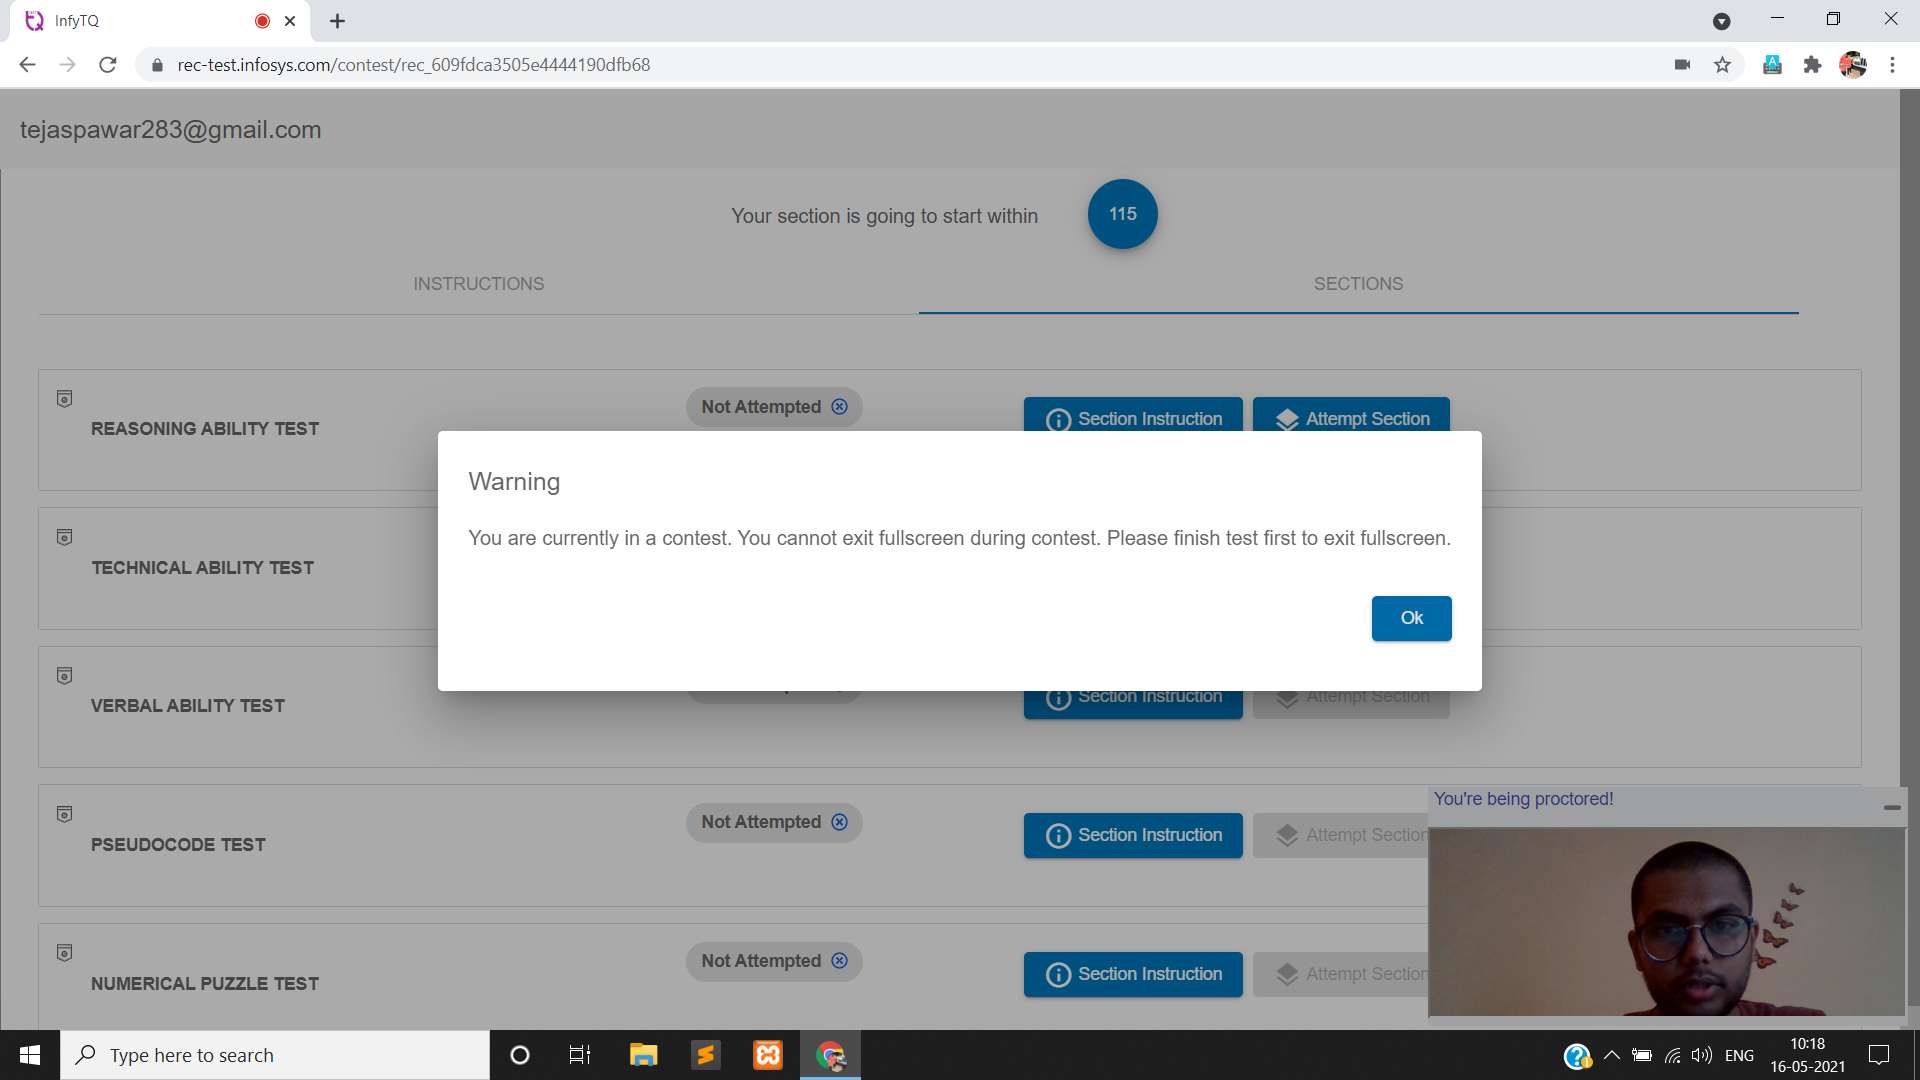 InfyTQ
rec-test.infosys.com/contest/rec_609fdca3505e4444190dfb68
tejaspawar283@gmail.com
Your section is going to start within 115
INSTRUCTIONS SECTIONS
Not Attempted
REASONING ABILITY TEST
Section Instruction Attempt Section
Warning
You are currently in a contest. You cannot exit fullscreen during contest. Please finish test first to exit fullscreen.
Ok
TECHNICAL ABILITY TEST
VERBAL ABILITY TEST
Section Instruction Attempt Section
Not Attempted
PSEUDOCODE TEST
Section Instruction Attempt Section
You're being proctored!
Not Attempted
NUMERICAL PUZZLE TEST
Section Instruction Attempt Section
Type here to search
ENG
10:18
16-05-2021